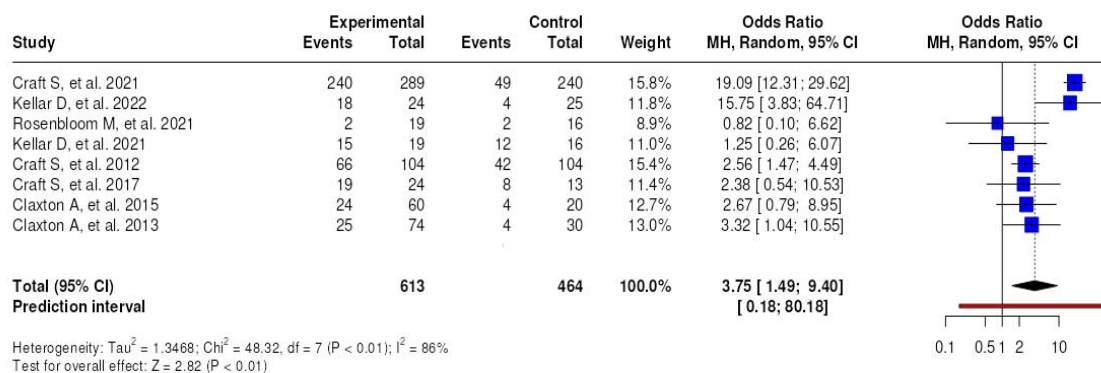 Experimental Control Odds Ratio Odds Ratio
Study Events Total Events Total Weight MH, Random, 95% CI MH, Random, 95% CI
Craft S, et al. 2021 240 289 49 240 15.8% 19.09 [12.31; 29.62]
Kellar D, et al. 2022 18 24 4 25 11.8% 15.75 [ 3.83; 64.71]
Rosenbloom M, et al. 2021 2 19 2 16 8.9% 0.82 [ 0.10; 6.62]
Kellar D, et al. 2021 15 19 12 16 11.0% 1.25 [ 0.26; 6.07]
Craft S, et al. 2012 66 104 42 104 15.4% 2.56 [ 1.47; 4.49]
Craft S, et al. 2017 19 24 8 13 11.4% 2.38 [ 0.54; 10.53]
Claxton A, et al. 2015 24 60 4 20 12.7% 2.67 [ 0.79; 8.95]
Claxton A, et al. 2013 25 74 4 30 13.0% 3.32 [ 1.04; 10.55]
Total (95% CI) 613 464 100.0% 3.75 [ 1.49; 9.40]
Prediction interval [ 0.18; 80.18]
Heterogeneity: Tau² = 1.3468; Chi² = 48.32, df = 7 (P < 0.01); I² = 86%
Test for overall effect: Z = 2.82 (P < 0.01)
0.1 0.5 1 2 10